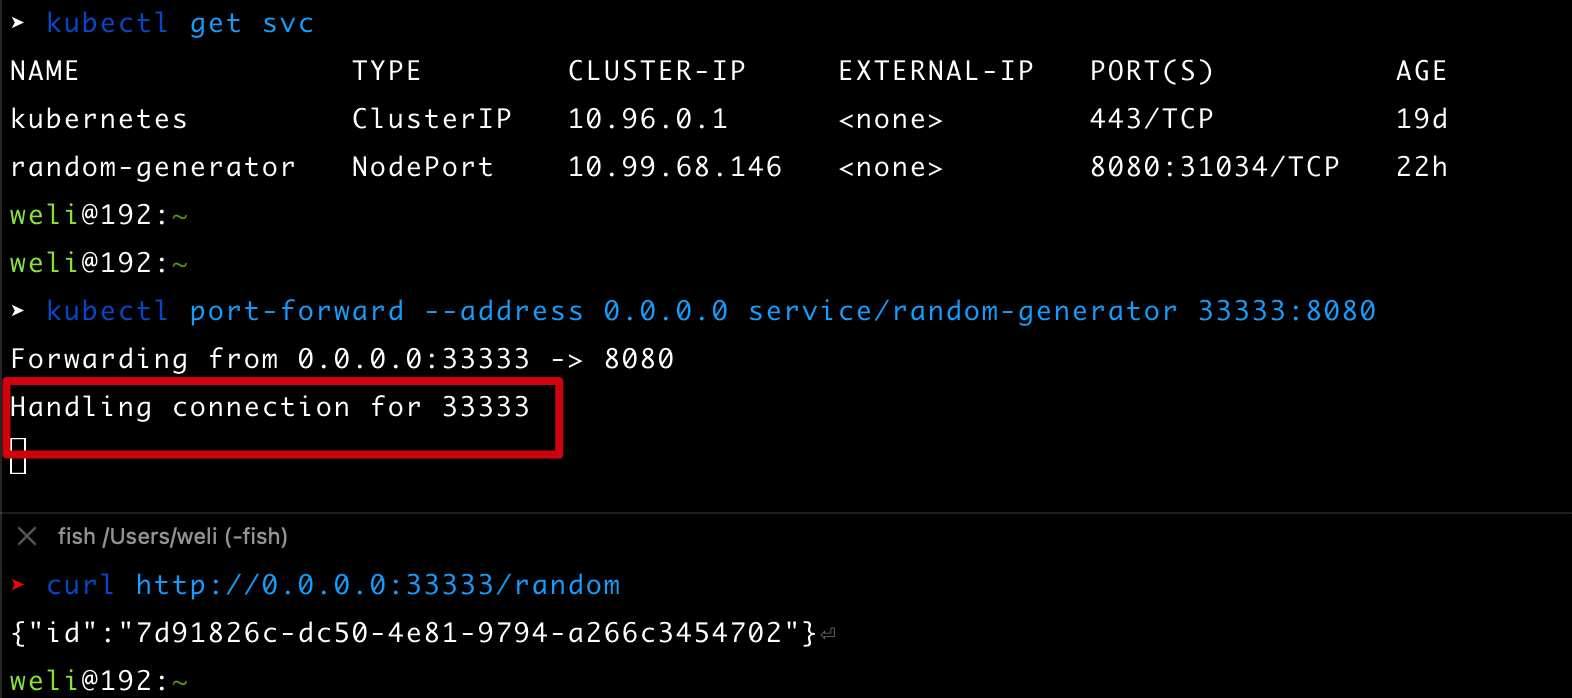 ➤ kubectl get svc
NAME TYPE CLUSTER-IP EXTERNAL-IP PORT(S) AGE
kubernetes ClusterIP 10.96.0.1 <none> 443/TCP 19d
random-generator NodePort 10.99.68.146 <none> 8080:31034/TCP 22h
weli@192:~
weli@192:~
➤ kubectl port-forward --address 0.0.0.0 service/random-generator 33333:8080
Forwarding from 0.0.0.0:33333 -> 8080
Handling connection for 33333
fish /Users/weli (-fish)
➤ curl http://0.0.0.0:33333/random
{"id":"7d91826c-dc50-4e81-9794-a266c3454702"}⏎
weli@192:~